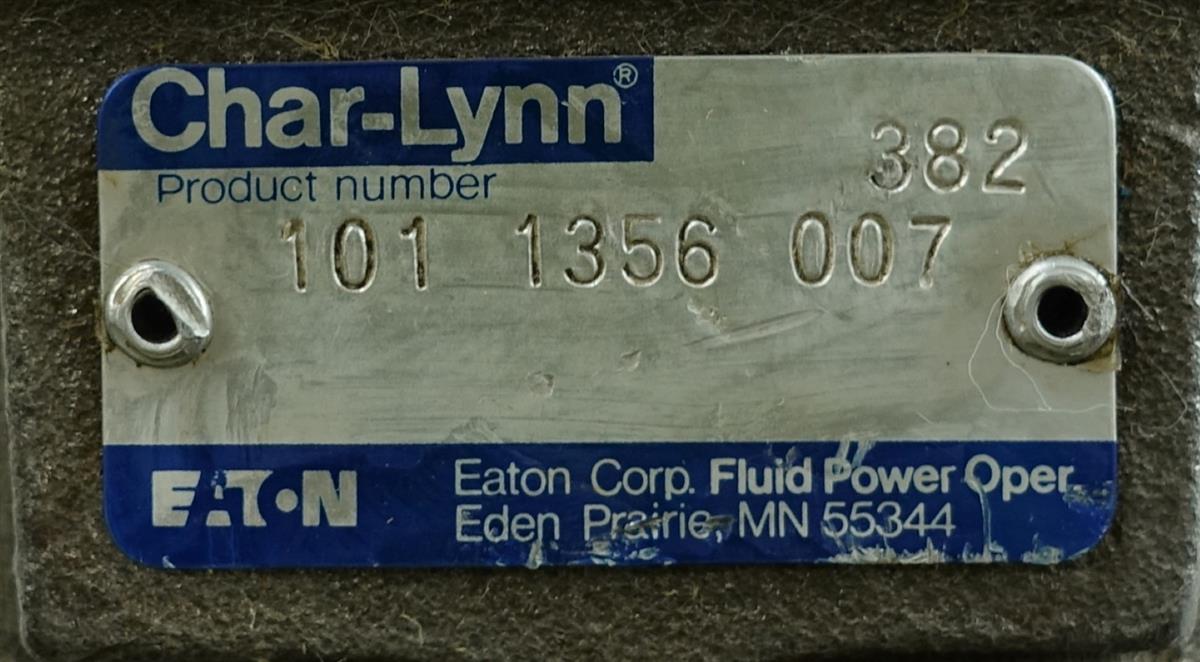 Char-Lynn®
382
Product number
101 1356 007
EATON
Eaton Corp. Fluid Power Oper.
Eden Prairie, MN 55344